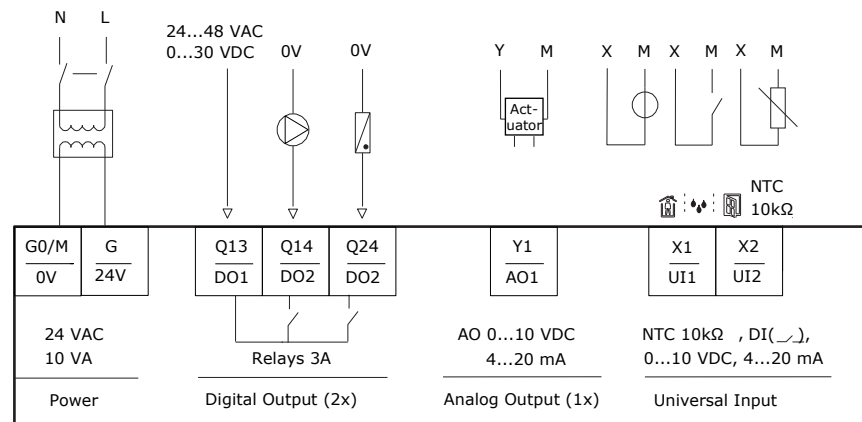 N L
24...48 VAC
0...30 VDC
0V
0V
Y M
X M X M X M
Act-
uator
NTC
10kΩ
G0/M
0V
G
24V
Q13
DO1
Q14
DO2
Q24
DO2
Y1
AO1
X1
UI1
X2
UI2
24 VAC
10 VA
Relays 3A
AO 0...10 VDC
4...20 mA
NTC 10kΩ , DI( ),
0...10 VDC, 4...20 mA
Power
Digital Output (2x)
Analog Output (1x)
Universal Input